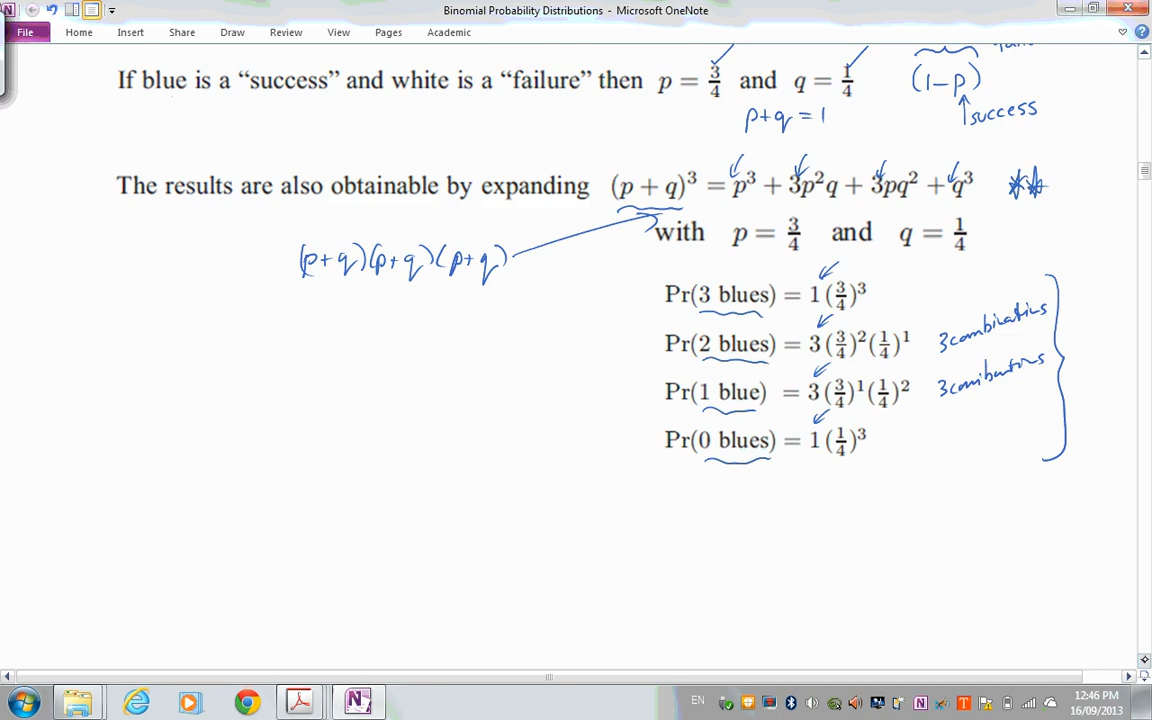 Binomial Probability Distributions - Microsoft OneNote
File Home Insert Share Draw Review Pages View Academic
If blue is a “success” and white is a “failure” then p = 3/4 and q = 1/4 (1-p)
p+q = 1 success
The results are also obtainable by expanding (p + q)³ = p³ + 3p²q + 3pq² + q³ **
with p = 3/4 and q = 1/4
(p+q)(p+q)(p+q)
Pr(3 blues) = 1(3/4)³
Pr(2 blues) = 3(3/4)²(1/4)¹ 3 combinations
Pr(1 blue) = 3(3/4)¹(1/4)²
Pr(0 blues) = 1(1/4)³
EN 12:46 PM
16/09/2013